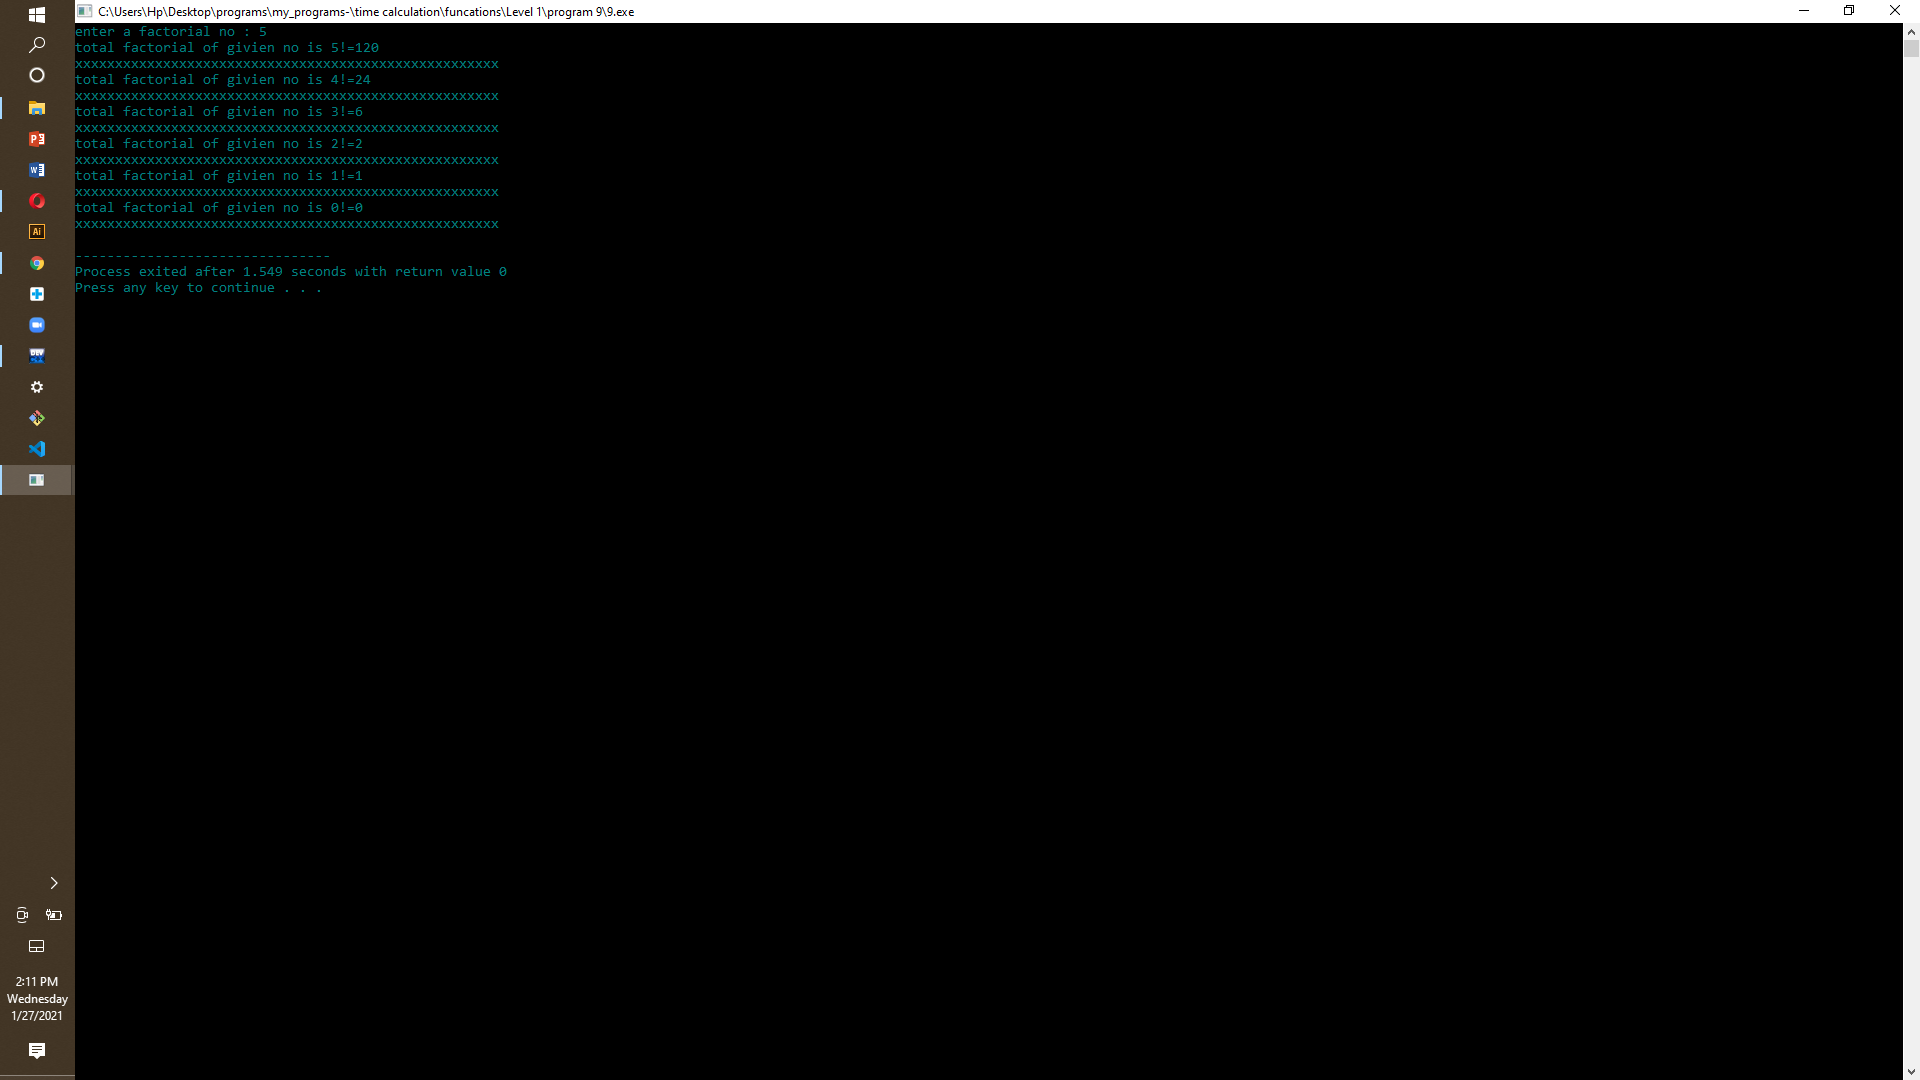 C:\Users\Hp\Desktop\programs\my_programs-\time calculation\funcations\Level 1\program 9\9.exe
enter a factorial no : 5
total factorial of givien no is 5!=120
xxxxxxxxxxxxxxxxxxxxxxxxxxxxxxxxxxxxxxxxxxxxxxxxxxxxx
total factorial of givien no is 4!=24
xxxxxxxxxxxxxxxxxxxxxxxxxxxxxxxxxxxxxxxxxxxxxxxxxxxxx
total factorial of givien no is 3!=6
xxxxxxxxxxxxxxxxxxxxxxxxxxxxxxxxxxxxxxxxxxxxxxxxxxxxx
total factorial of givien no is 2!=2
xxxxxxxxxxxxxxxxxxxxxxxxxxxxxxxxxxxxxxxxxxxxxxxxxxxxx
total factorial of givien no is 1!=1
xxxxxxxxxxxxxxxxxxxxxxxxxxxxxxxxxxxxxxxxxxxxxxxxxxxxx
total factorial of givien no is 0!=0
xxxxxxxxxxxxxxxxxxxxxxxxxxxxxxxxxxxxxxxxxxxxxxxxxxxxx
--------------------------------
Process exited after 1.549 seconds with return value 0
Press any key to continue . . .
Ai
DEV
2:11 PM
Wednesday
1/27/2021